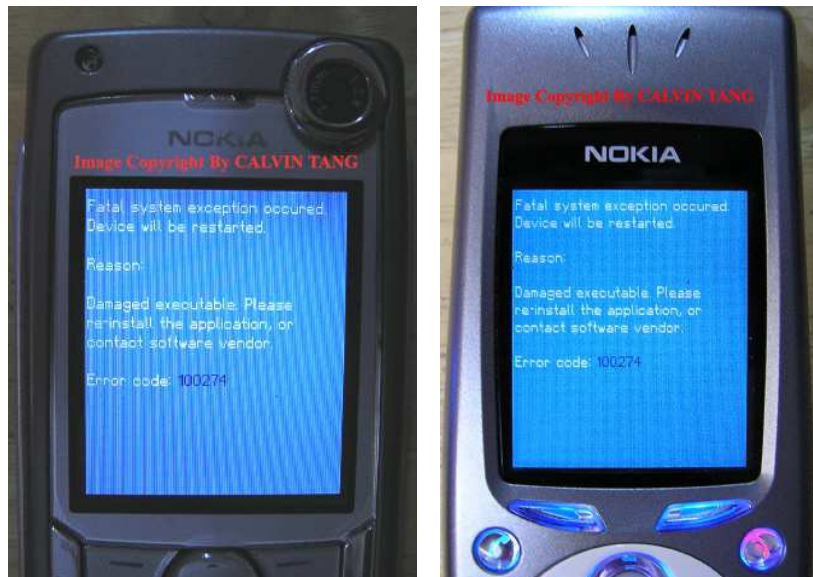 NOKIA
Image Copyright By CALVIN TANG
Fatal system exception occured.
Device will be restarted.
Reason:
Damaged executable. Please
re-install the application, or
contact software vendor.
Error code: 100274
Image Copyright By CALVIN TANG
NOKIA
Fatal system exception occured.
Device will be restarted.
Reason:
Damaged executable. Please
re-install the application, or
contact software vendor.
Error code: 100274